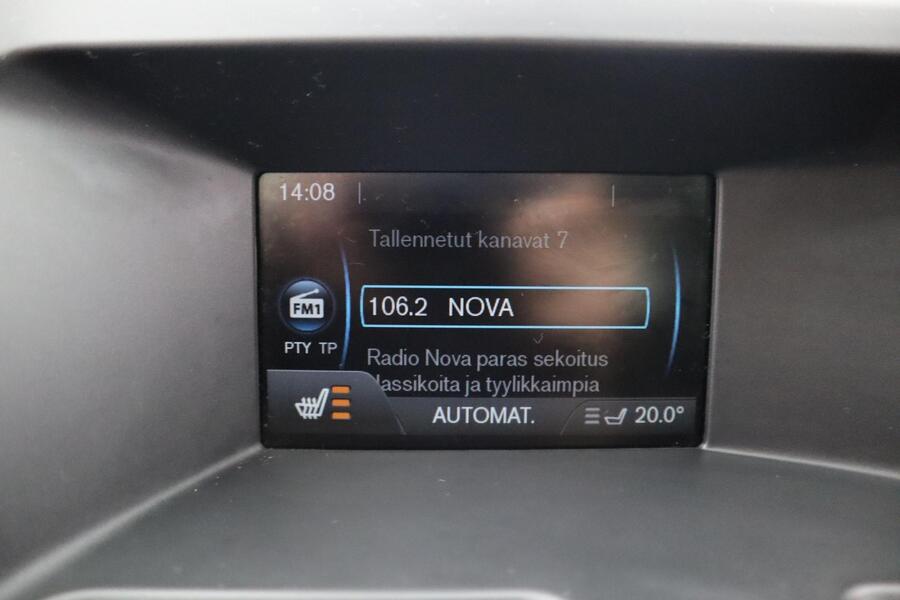 14:08
Tallennetut kanavat 7
FM1
106.2 NOVA
PTY TP
Radio Nova paras sekoitus
ja tyylikkaimpia
AUTOMAT.
20.0°